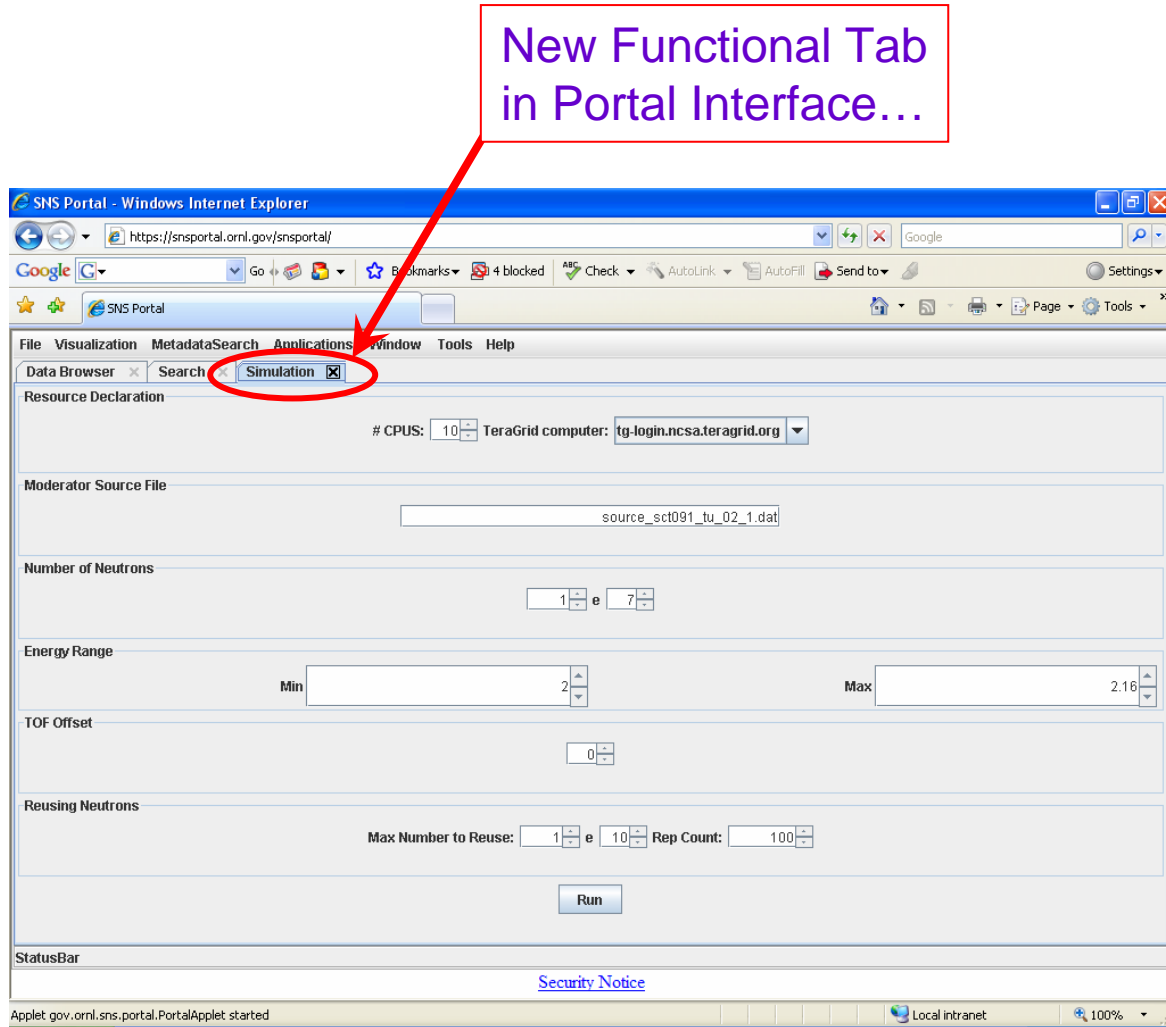 New Functional Tab
in Portal Interface…
SNS Portal - Windows Internet Explorer
https://snsportal.ornl.gov/snsportal/
Google
Google G Go Bookmarks 4 blocked ABC Check AutoLink AutoFill Send to Settings
SNS Portal Page Tools »
File Visualization MetadataSearch Applications Window Tools Help
Data Browser Search Simulation
Resource Declaration
# CPUS: 10 TeraGrid computer: tg-login.ncsa.teragrid.org
Moderator Source File
source_sct091_tu_02_1.dat
Number of Neutrons
1 e 7
Energy Range
Min 2 Max 2.16
TOF Offset
0
Reusing Neutrons
Max Number to Reuse: 1 e 10 Rep Count: 100
Run
StatusBar
Security Notice
Applet gov.ornl.sns.portal.PortalApplet started Local intranet 100%